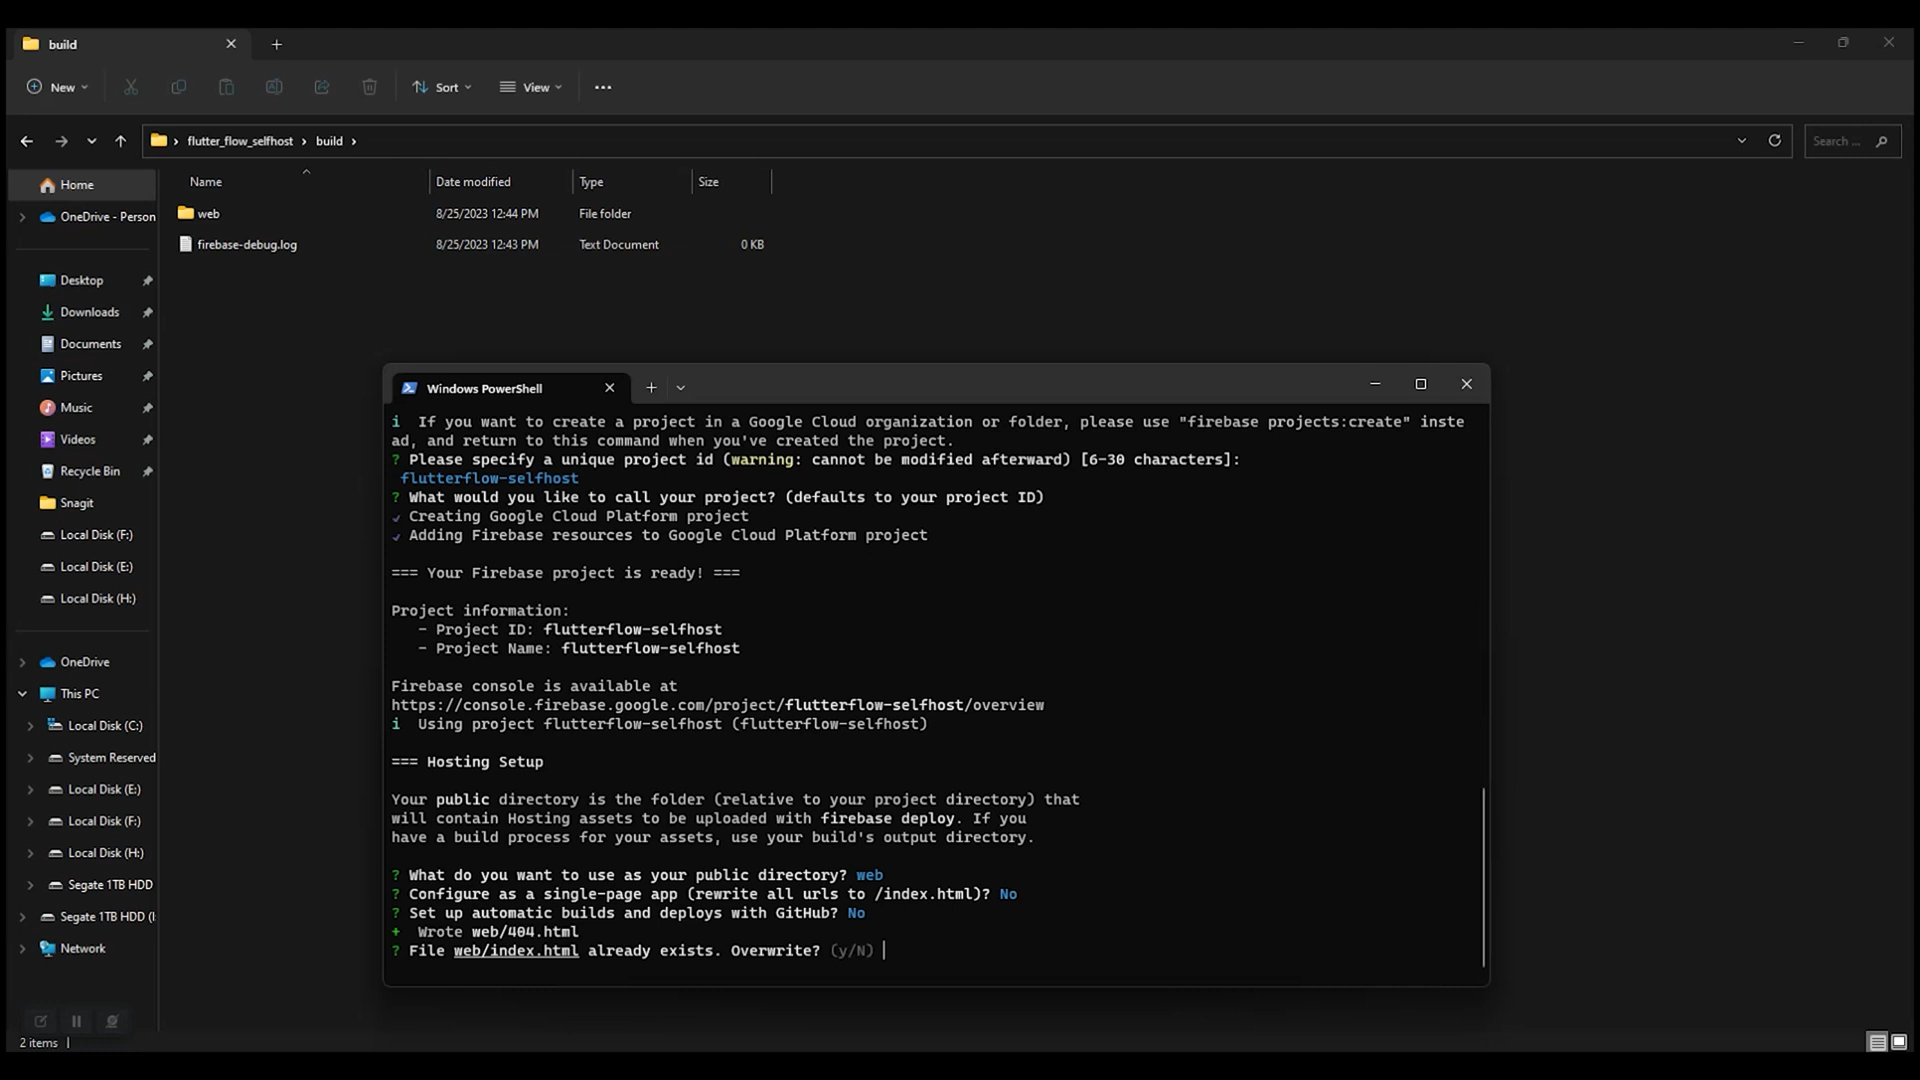 build
New
Sort
View
flutter_flow_selfhost
build
Search ...
Name
Date modified
Type
Size
web
8/25/2023 12:44 PM
File folder
firebase-debug.log
8/25/2023 12:43 PM
Text Document
0 KB
Home
OneDrive - Person
Desktop
Downloads
Documents
Pictures
Music
Videos
Recycle Bin
Snagit
Local Disk (F:)
Local Disk (E:)
Local Disk (H:)
OneDrive
This PC
Local Disk (C:)
System Reserved
Local Disk (E:)
Local Disk (F:)
Local Disk (H:)
Segate 1TB HDD
Segate 1TB HDD (
Network
2 items
Windows PowerShell
i If you want to create a project in a Google Cloud organization or folder, please use "firebase projects:create" inste
ad, and return to this command when you've created the project.
? Please specify a unique project id (warning: cannot be modified afterward) [6-30 characters]:
flutterflow-selfhost
? What would you like to call your project? (defaults to your project ID)
✓ Creating Google Cloud Platform project
✓ Adding Firebase resources to Google Cloud Platform project
=== Your Firebase project is ready! ===
Project information:
- Project ID: flutterflow-selfhost
- Project Name: flutterflow-selfhost
Firebase console is available at
https://console.firebase.google.com/project/flutterflow-selfhost/overview
i Using project flutterflow-selfhost (flutterflow-selfhost)
=== Hosting Setup
Your public directory is the folder (relative to your project directory) that
will contain Hosting assets to be uploaded with firebase deploy. If you
have a build process for your assets, use your build's output directory.
? What do you want to use as your public directory? web
? Configure as a single-page app (rewrite all urls to /index.html)? No
? Set up automatic builds and deploys with GitHub? No
+ Wrote web/404.html
? File web/index.html already exists. Overwrite? (y/N)